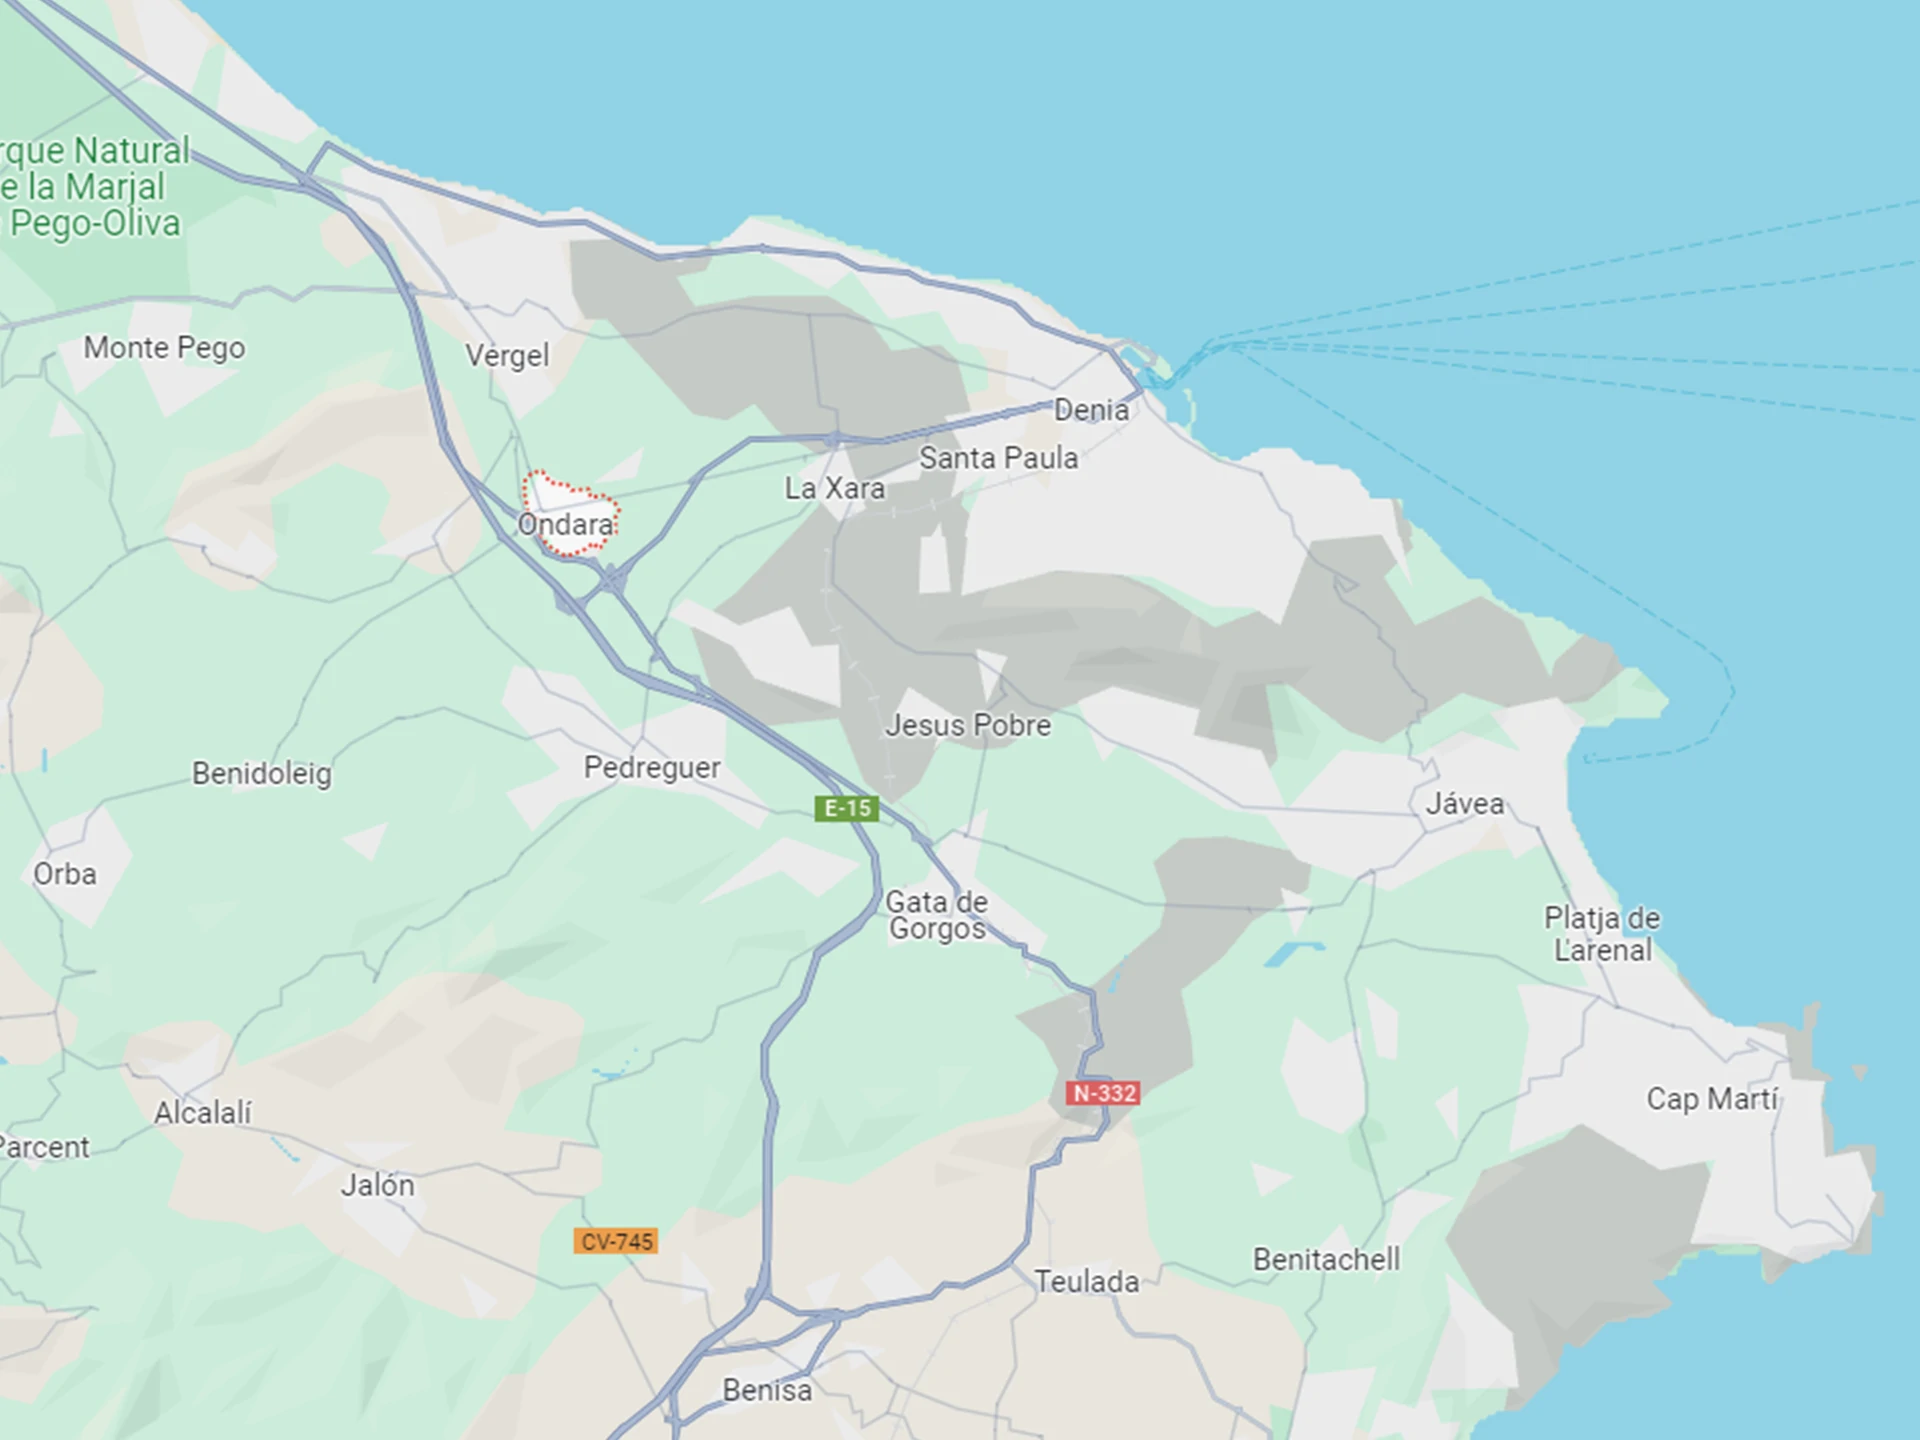 rque Natural
e la Marjal
Pego-Oliva
Monte Pego
Vergel
Denia
Santa Paula
La Xara
Ondara
Jesus Pobre
Pedreguer
Benidoleig
E-15
Jávea
Orba
Gata de
Gorgos
Platja de
L'arenal
N-332
Cap Martí
Alcalalí
Parcent
Jalón
CV-745
Benitachell
Teulada
Benisa